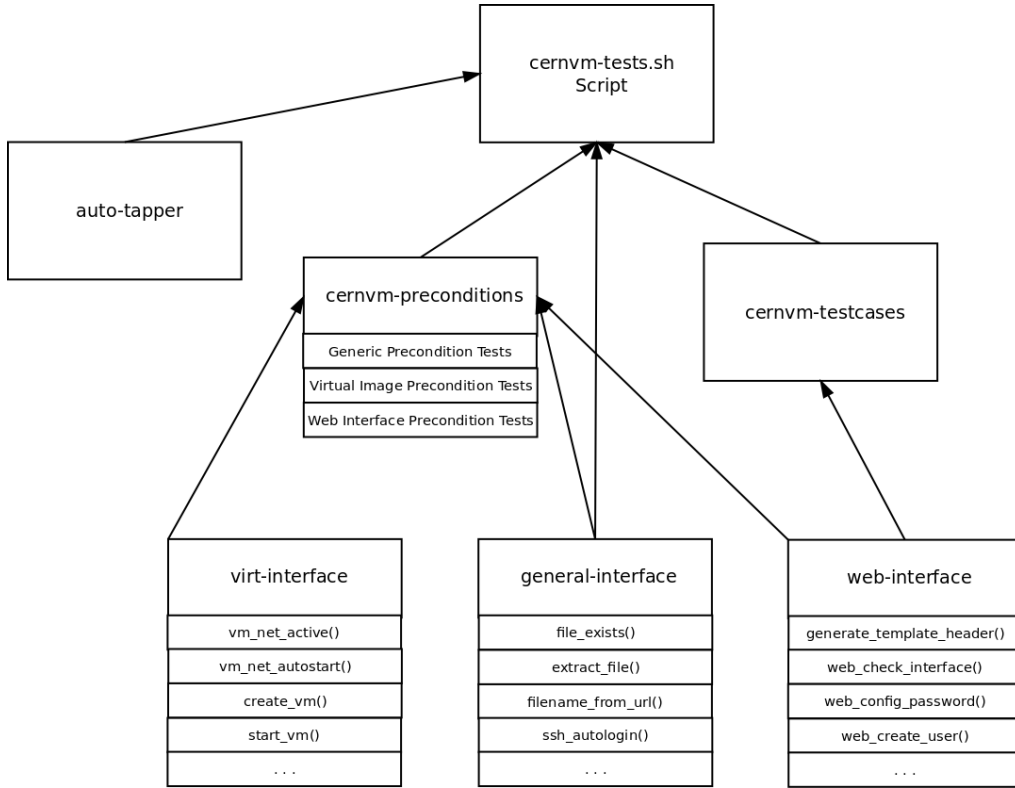 cernvm-tests.sh
Script
auto-tapper
cernvm-preconditions
Generic Precondition Tests
Virtual Image Precondition Tests
Web Interface Precondition Tests
cernvm-testcases
virt-interface
vm_net_active()
vm_net_autostart()
create_vm()
start_vm()
. . .
general-interface
file_exists()
extract_file()
filename_from_url()
ssh_autologin()
. . .
web-interface
generate_template_header()
web_check_interface()
web_config_password()
web_create_user()
. . .